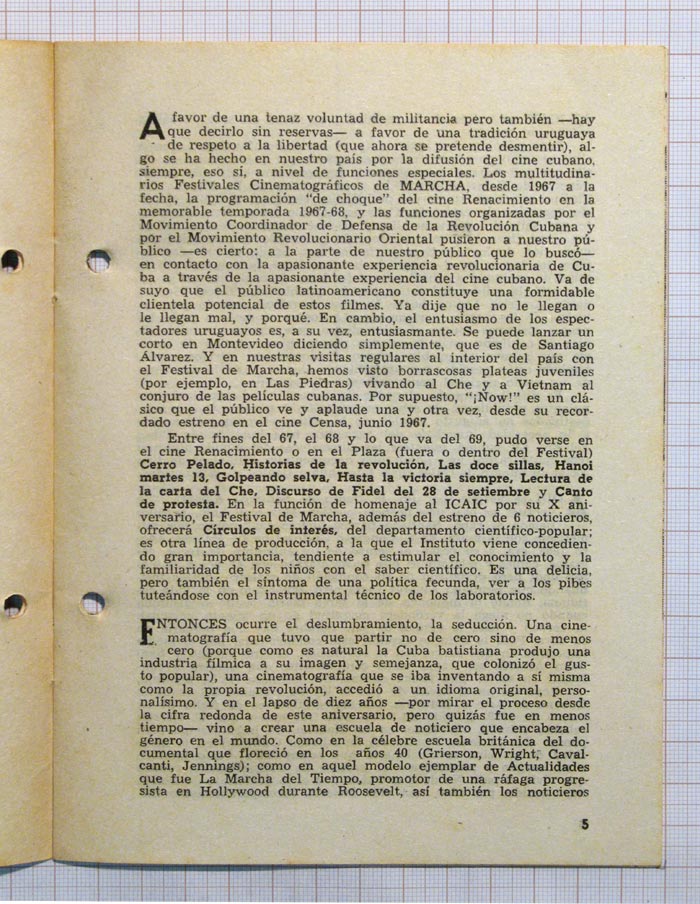 A favor de una tenaz voluntad de militancia pero también —hay
que decirlo sin reservas— a favor de una tradición uruguaya
de respeto a la libertad (que ahora se pretende desmentir), al-
go se ha hecho en nuestro país por la difusión del cine cubano,
siempre, eso sí, a nivel de funciones especiales. Los multitudina-
rios Festivales Cinematográficos de MARCHA, desde 1967 a la
fecha, la programación "de choque" del cine Renacimiento en la
memorable temporada 1967-68, y las funciones organizadas por el
Movimiento Coordinador de Defensa de la Revolución Cubana y
por el Movimiento Revolucionario Oriental pusieron a nuestro pú-
blico —es cierto: a la parte de nuestro público que lo buscó—
en contacto con la apasionante experiencia revolucionaria de Cu-
ba a través de la apasionante experiencia del cine cubano. Va de
suyo que el público latinoamericano constituye una formidable
clientela potencial de estos filmes. Ya dije que no le llegan o
le llegan mal, y porqué. En cambio, el entusiasmo de los espec-
tadores uruguayos es, a su vez, entusiasmante. Se puede lanzar un
corto en Montevideo diciendo simplemente, que es de Santiago
Álvarez. Y en nuestras visitas regulares al interior del país con
el Festival de Marcha, hemos visto borrascosas plateas juveniles
(por ejemplo, en Las Piedras) vivando al Che y a Vietnam al
conjuro de las películas cubanas. Por supuesto, "¡Now!" es un clá-
sico que el público ve y aplaude una y otra vez, desde su recor-
dado estreno en el cine Censa, junio 1967.
Entre fines del 67, el 68 y lo que va del 69, pudo verse en
el cine Renacimiento o en el Plaza (fuera o dentro del Festival)
Cerro Pelado, Historias de la revolución, Las doce sillas, Hanoi
martes 13, Golpeando selva, Hasta la victoria siempre, Lectura de
la carta del Che, Discurso de Fidel del 28 de setiembre y Canto
de protesta. En la función de homenaje al ICAIC por su X ani-
versario, el Festival de Marcha, además del estreno de 6 noticieros,
ofrecerá Círculos de interés, del departamento científico-popular;
es otra línea de producción, a la que el Instituto viene concedien-
do gran importancia, tendiente a estimular el conocimiento y la
familiaridad de los niños con el saber científico. Es una delicia,
pero también el síntoma de una política fecunda, ver a los pibes
tuteándose con el instrumental técnico de los laboratorios.
ENTONCES ocurre el deslumbramiento, la seducción. Una cine-
matografía que tuvo que partir no de cero sino de menos
cero (porque como es natural la Cuba batistiana produjo una
industria fílmica a su imagen y semejanza, que colonizó el gus-
to popular), una cinematografía que se iba inventando a sí misma
como la propia revolución, accedió a un idioma original, perso-
nalísimo. Y en el lapso de diez años —por mirar el proceso desde
la cifra redonda de este aniversario, pero quizás fue en menos
tiempo— vino a crear una escuela de noticiero que encabeza el
género en el mundo. Como en la célebre escuela británica del do-
cumental que floreció en los años 40 (Grierson, Wright, Caval-
canti, Jennings); como en aquel modelo ejemplar de Actualidades
que fue La Marcha del Tiempo, promotor de una ráfaga progre-
sista en Hollywood durante Roosevelt, así también los noticieros
5